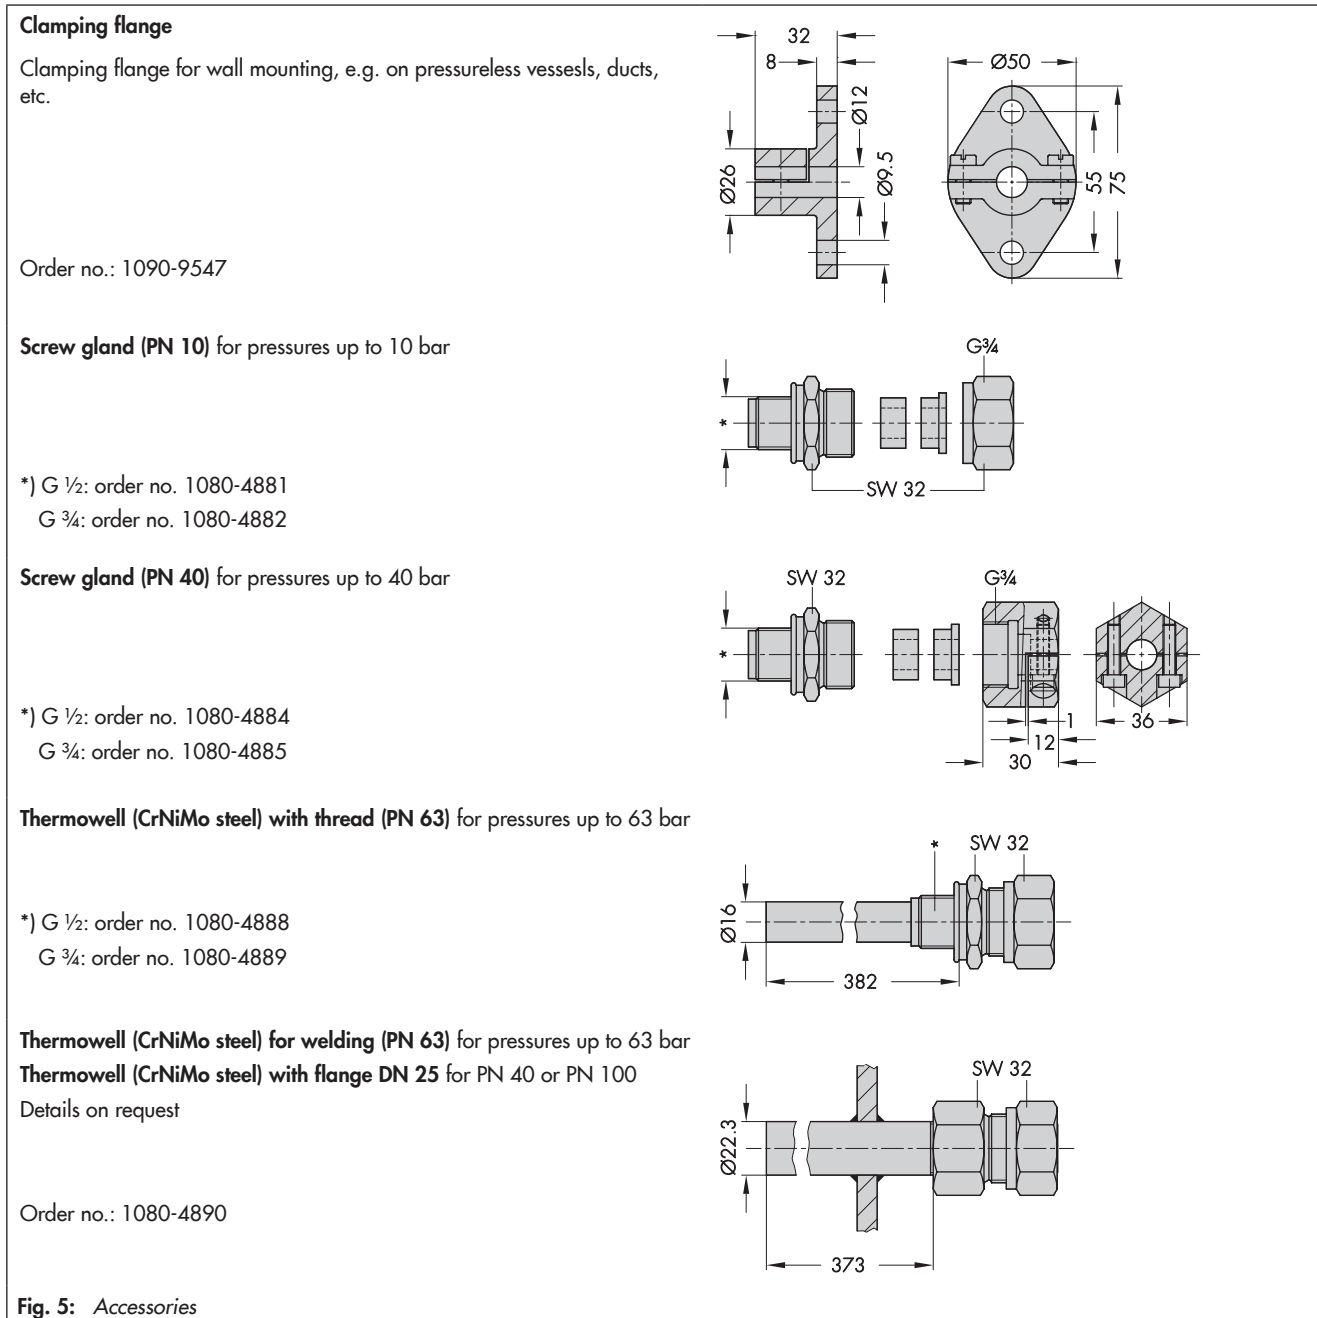 Clamping flange
Clamping flange for wall mounting, e.g. on pressureless vessesls, ducts,
etc.
Order no.: 1090-9547
32
8
Ø12
Ø26
Ø9.5
Ø50
55
75
Screw gland (PN 10) for pressures up to 10 bar
*) G ½: order no. 1080-4881
G ¾: order no. 1080-4882
G¾
*
SW 32
Screw gland (PN 40) for pressures up to 40 bar
*) G ½: order no. 1080-4884
G ¾: order no. 1080-4885
SW 32
G¾
*
1
12
30
36
Thermowell (CrNiMo steel) with thread (PN 63) for pressures up to 63 bar
*) G ½: order no. 1080-4888
G ¾: order no. 1080-4889
*
SW 32
Ø16
382
Thermowell (CrNiMo steel) for welding (PN 63) for pressures up to 63 bar
Thermowell (CrNiMo steel) with flange DN 25 for PN 40 or PN 100
Details on request
Order no.: 1080-4890
SW 32
Ø22.3
373
Fig. 5: Accessories